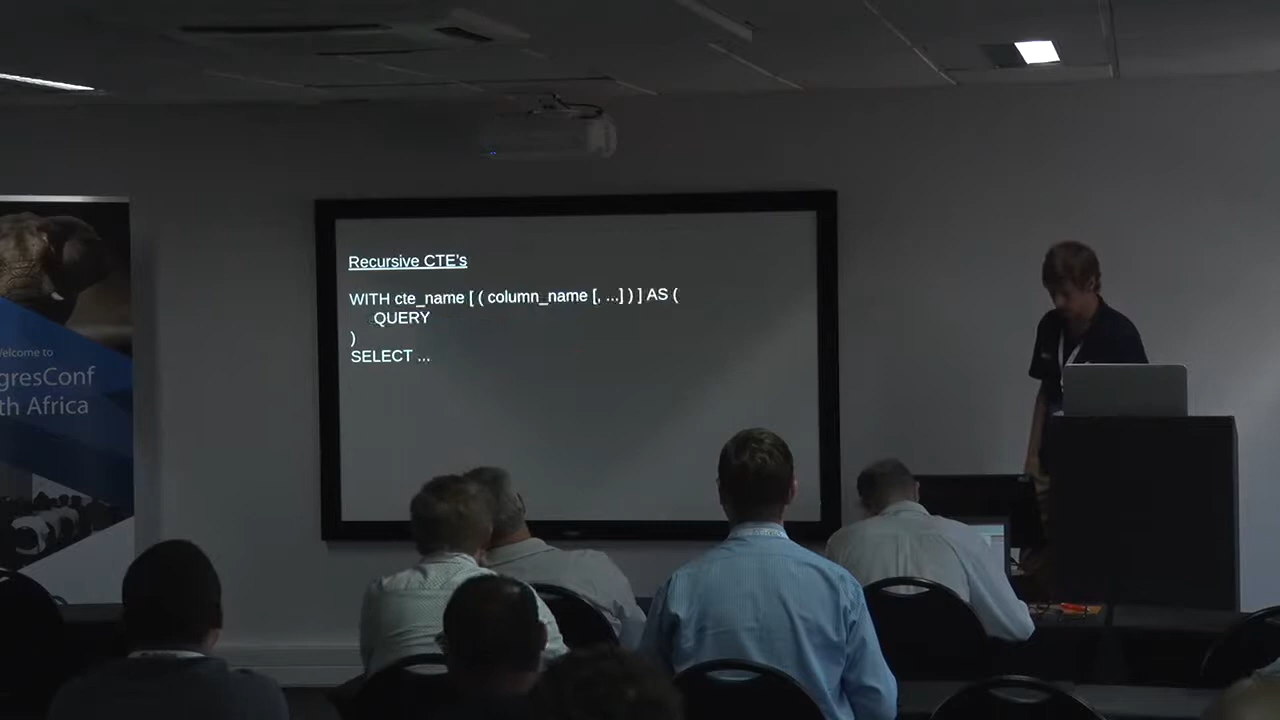 Recursive CTE's
WITH cte_name [ ( column_name [, ...] ) ] AS (
QUERY
)
SELECT ...
elcome to
gresConf
th Africa